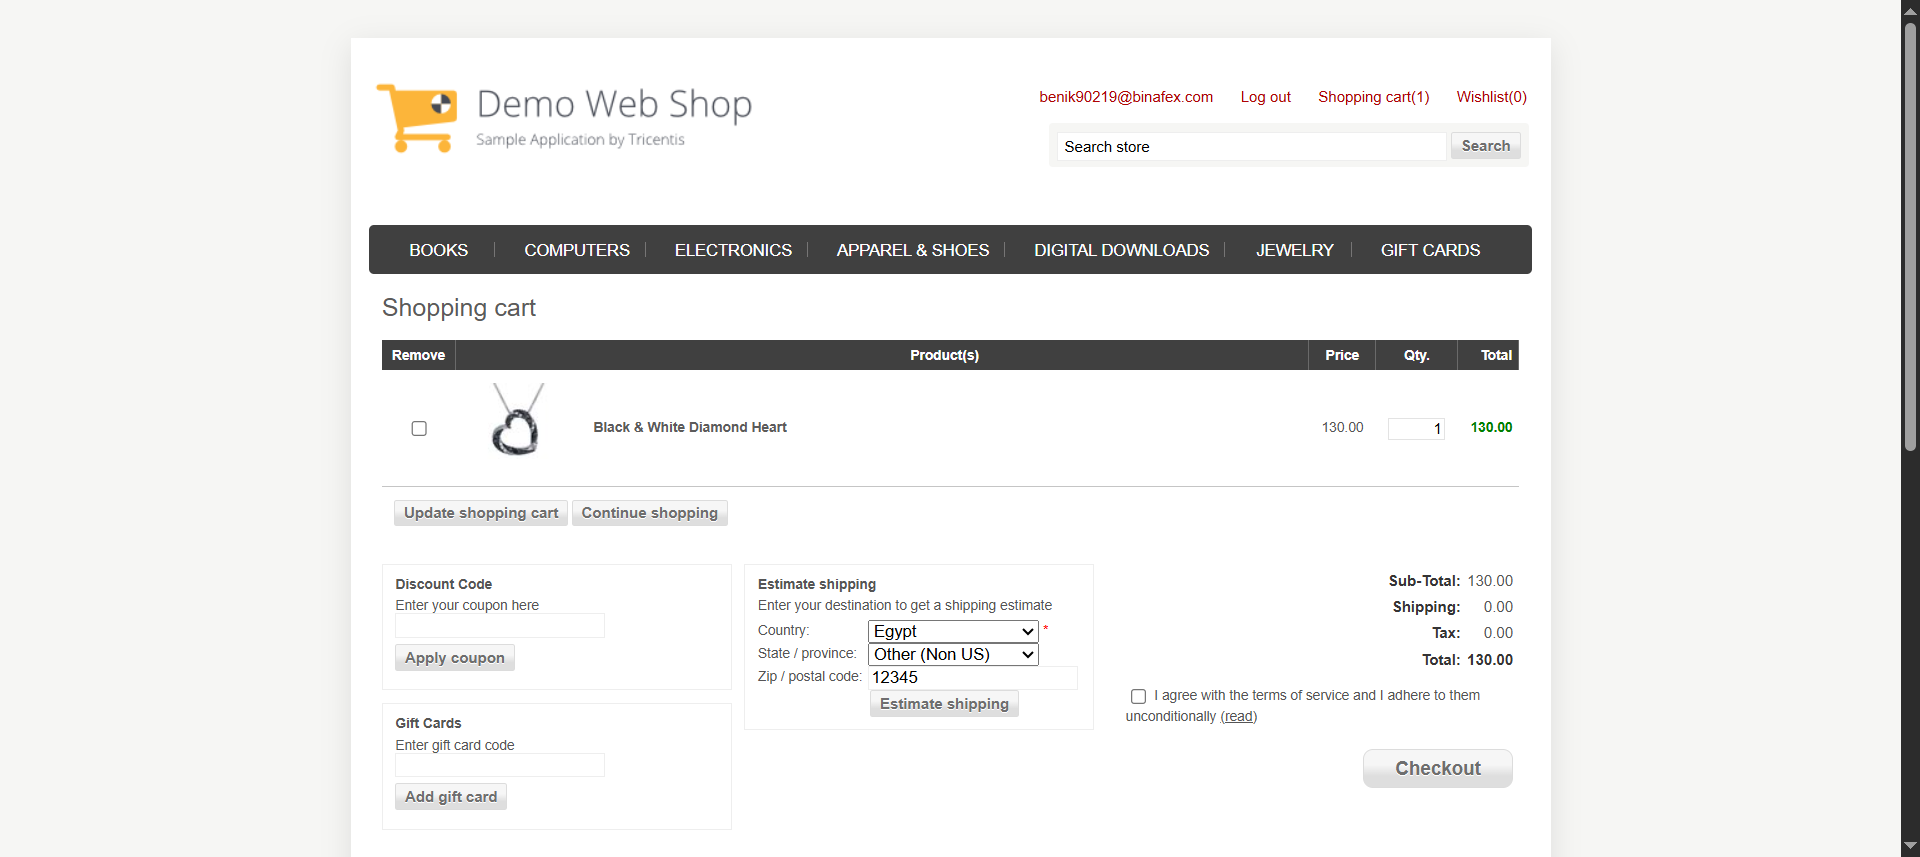 Demo Web Shop
Sample Application by Tricentis
benik90219@binafex.com Log out Shopping cart(1) Wishlist(0)
Search store Search
BOOKS COMPUTERS ELECTRONICS APPAREL & SHOES DIGITAL DOWNLOADS JEWELRY GIFT CARDS
Shopping cart
Remove Product(s) Price Qty. Total
Black & White Diamond Heart 130.00 1 130.00
Update shopping cart Continue shopping
Discount Code
Enter your coupon here
Apply coupon
Gift Cards
Enter gift card code
Add gift card
Estimate shipping
Enter your destination to get a shipping estimate
Country: Egypt *
State / province: Other (Non US)
Zip / postal code: 12345
Estimate shipping
Sub-Total: 130.00
Shipping: 0.00
Tax: 0.00
Total: 130.00
I agree with the terms of service and I adhere to them
unconditionally (read)
Checkout